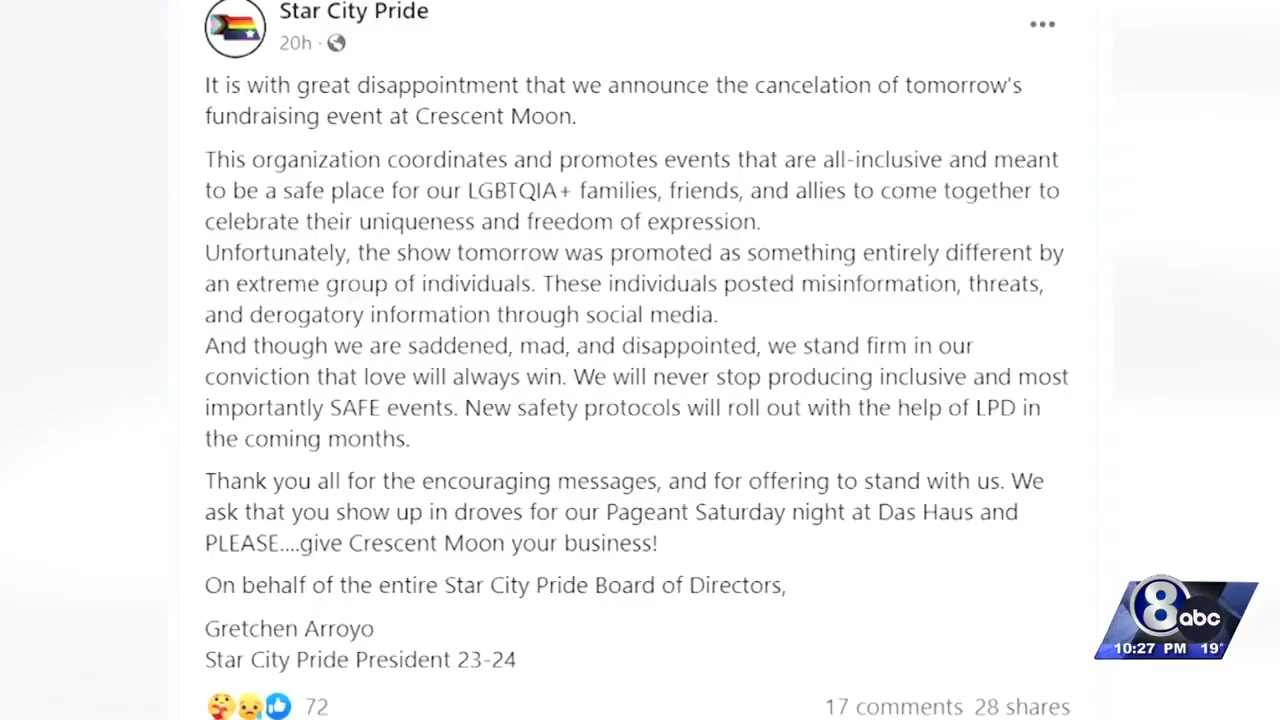 Star City Pride
20h ·
It is with great disappointment that we announce the cancelation of tomorrow's
fundraising event at Crescent Moon.
This organization coordinates and promotes events that are all-inclusive and meant
to be a safe place for our LGBTQIA+ families, friends, and allies to come together to
celebrate their uniqueness and freedom of expression.
Unfortunately, the show tomorrow was promoted as something entirely different by
an extreme group of individuals. These individuals posted misinformation, threats,
and derogatory information through social media.
And though we are saddened, mad, and disappointed, we stand firm in our
conviction that love will always win. We will never stop producing inclusive and most
importantly SAFE events. New safety protocols will roll out with the help of LPD in
the coming months.
Thank you all for the encouraging messages, and for offering to stand with us. We
ask that you show up in droves for our Pageant Saturday night at Das Haus and
PLEASE....give Crescent Moon your business!
On behalf of the entire Star City Pride Board of Directors,
Gretchen Arroyo
Star City Pride President 23-24
72 17 comments 28 shares
8 abc
10:27 PM 19°